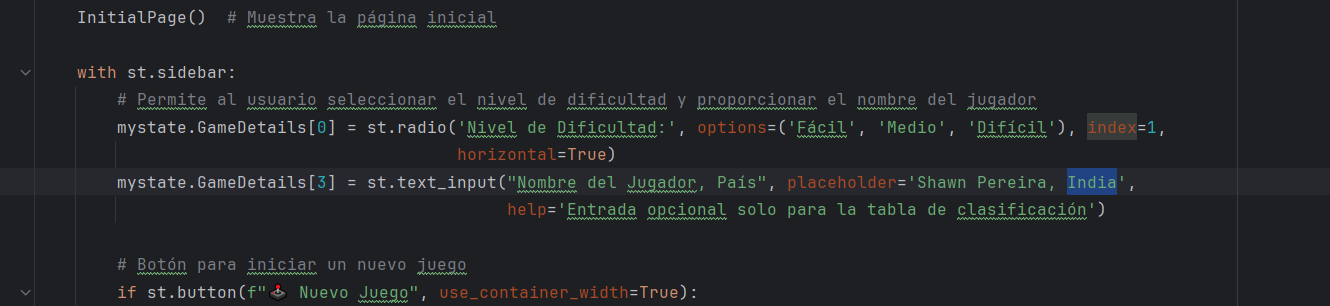 InitialPage()  # Muestra la página inicial
with st.sidebar:
# Permite al usuario seleccionar el nivel de dificultad y proporcionar el nombre del jugador
mystate.GameDetails[0] = st.radio('Nivel de Dificultad:', options=('Fácil', 'Medio', 'Difícil'), index=1,
horizontal=True)
mystate.GameDetails[3] = st.text_input("Nombre del Jugador, País", placeholder='Shawn Pereira, India',
help='Entrada opcional solo para la tabla de clasificación')
# Botón para iniciar un nuevo juego
if st.button(f"🕹️ Nuevo Juego", use_container_width=True):